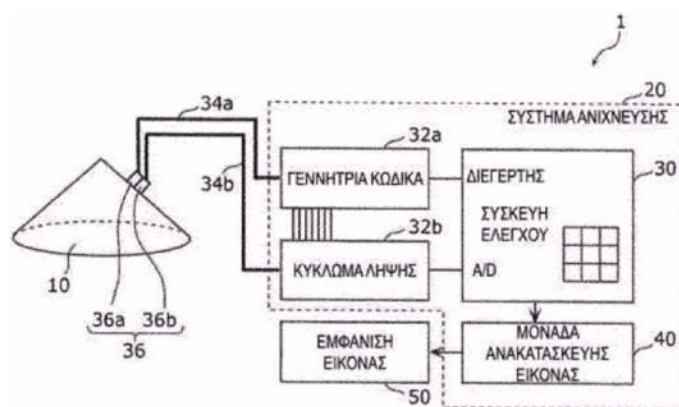 1
20
ΣΥΣΤΗΜΑ ΑΝΙΧΝΕΥΣΗΣ
34a
32a
ΓΕΝΝΗΤΡΙΑ ΚΩΔΙΚΑ
ΔΙΕΓΕΡΤΗΣ
30
34b
32b
ΣΥΣΚΕΥΗ
ΕΛΕΓΧΟΥ
ΚΥΚΛΩΜΑ ΛΗΨΗΣ
A/D
10
36a 36b
36
ΕΜΦΑΝΙΣΗ
ΕΙΚΟΝΑΣ
50
ΜΟΝΑΔΑ
ΑΝΑΚΑΤΑΣΚΕΥΗΣ
ΕΙΚΟΝΑΣ
40